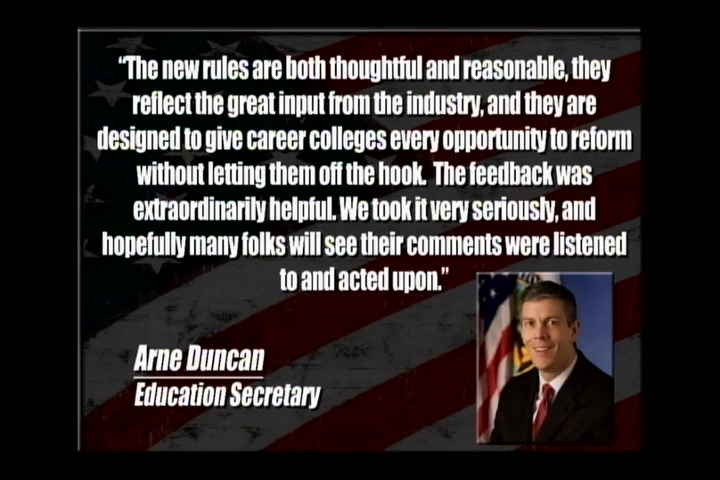 “The new rules are both thoughtful and reasonable, they
reflect the great input from the industry, and they are
designed to give career colleges every opportunity to reform
without letting them off the hook. The feedback was
extraordinarily helpful. We took it very seriously, and
hopefully many folks will see their comments were listened
to and acted upon.”
Arne Duncan
Education Secretary